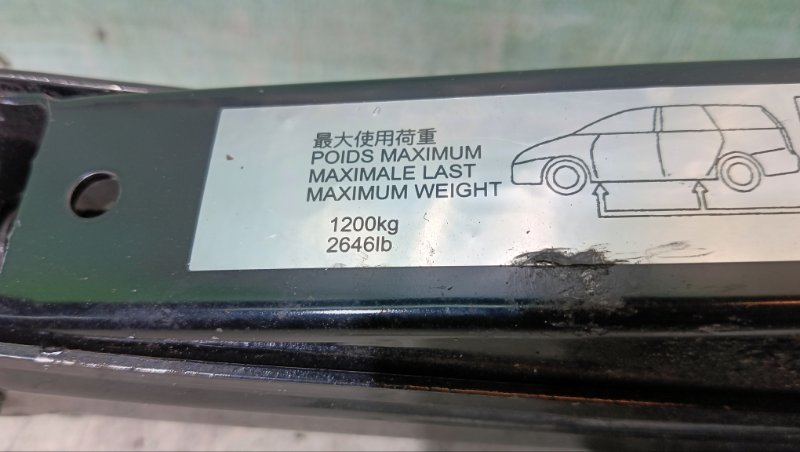 最大使用荷重
POIDS MAXIMUM
MAXIMALE LAST
MAXIMUM WEIGHT
1200kg
2646lb